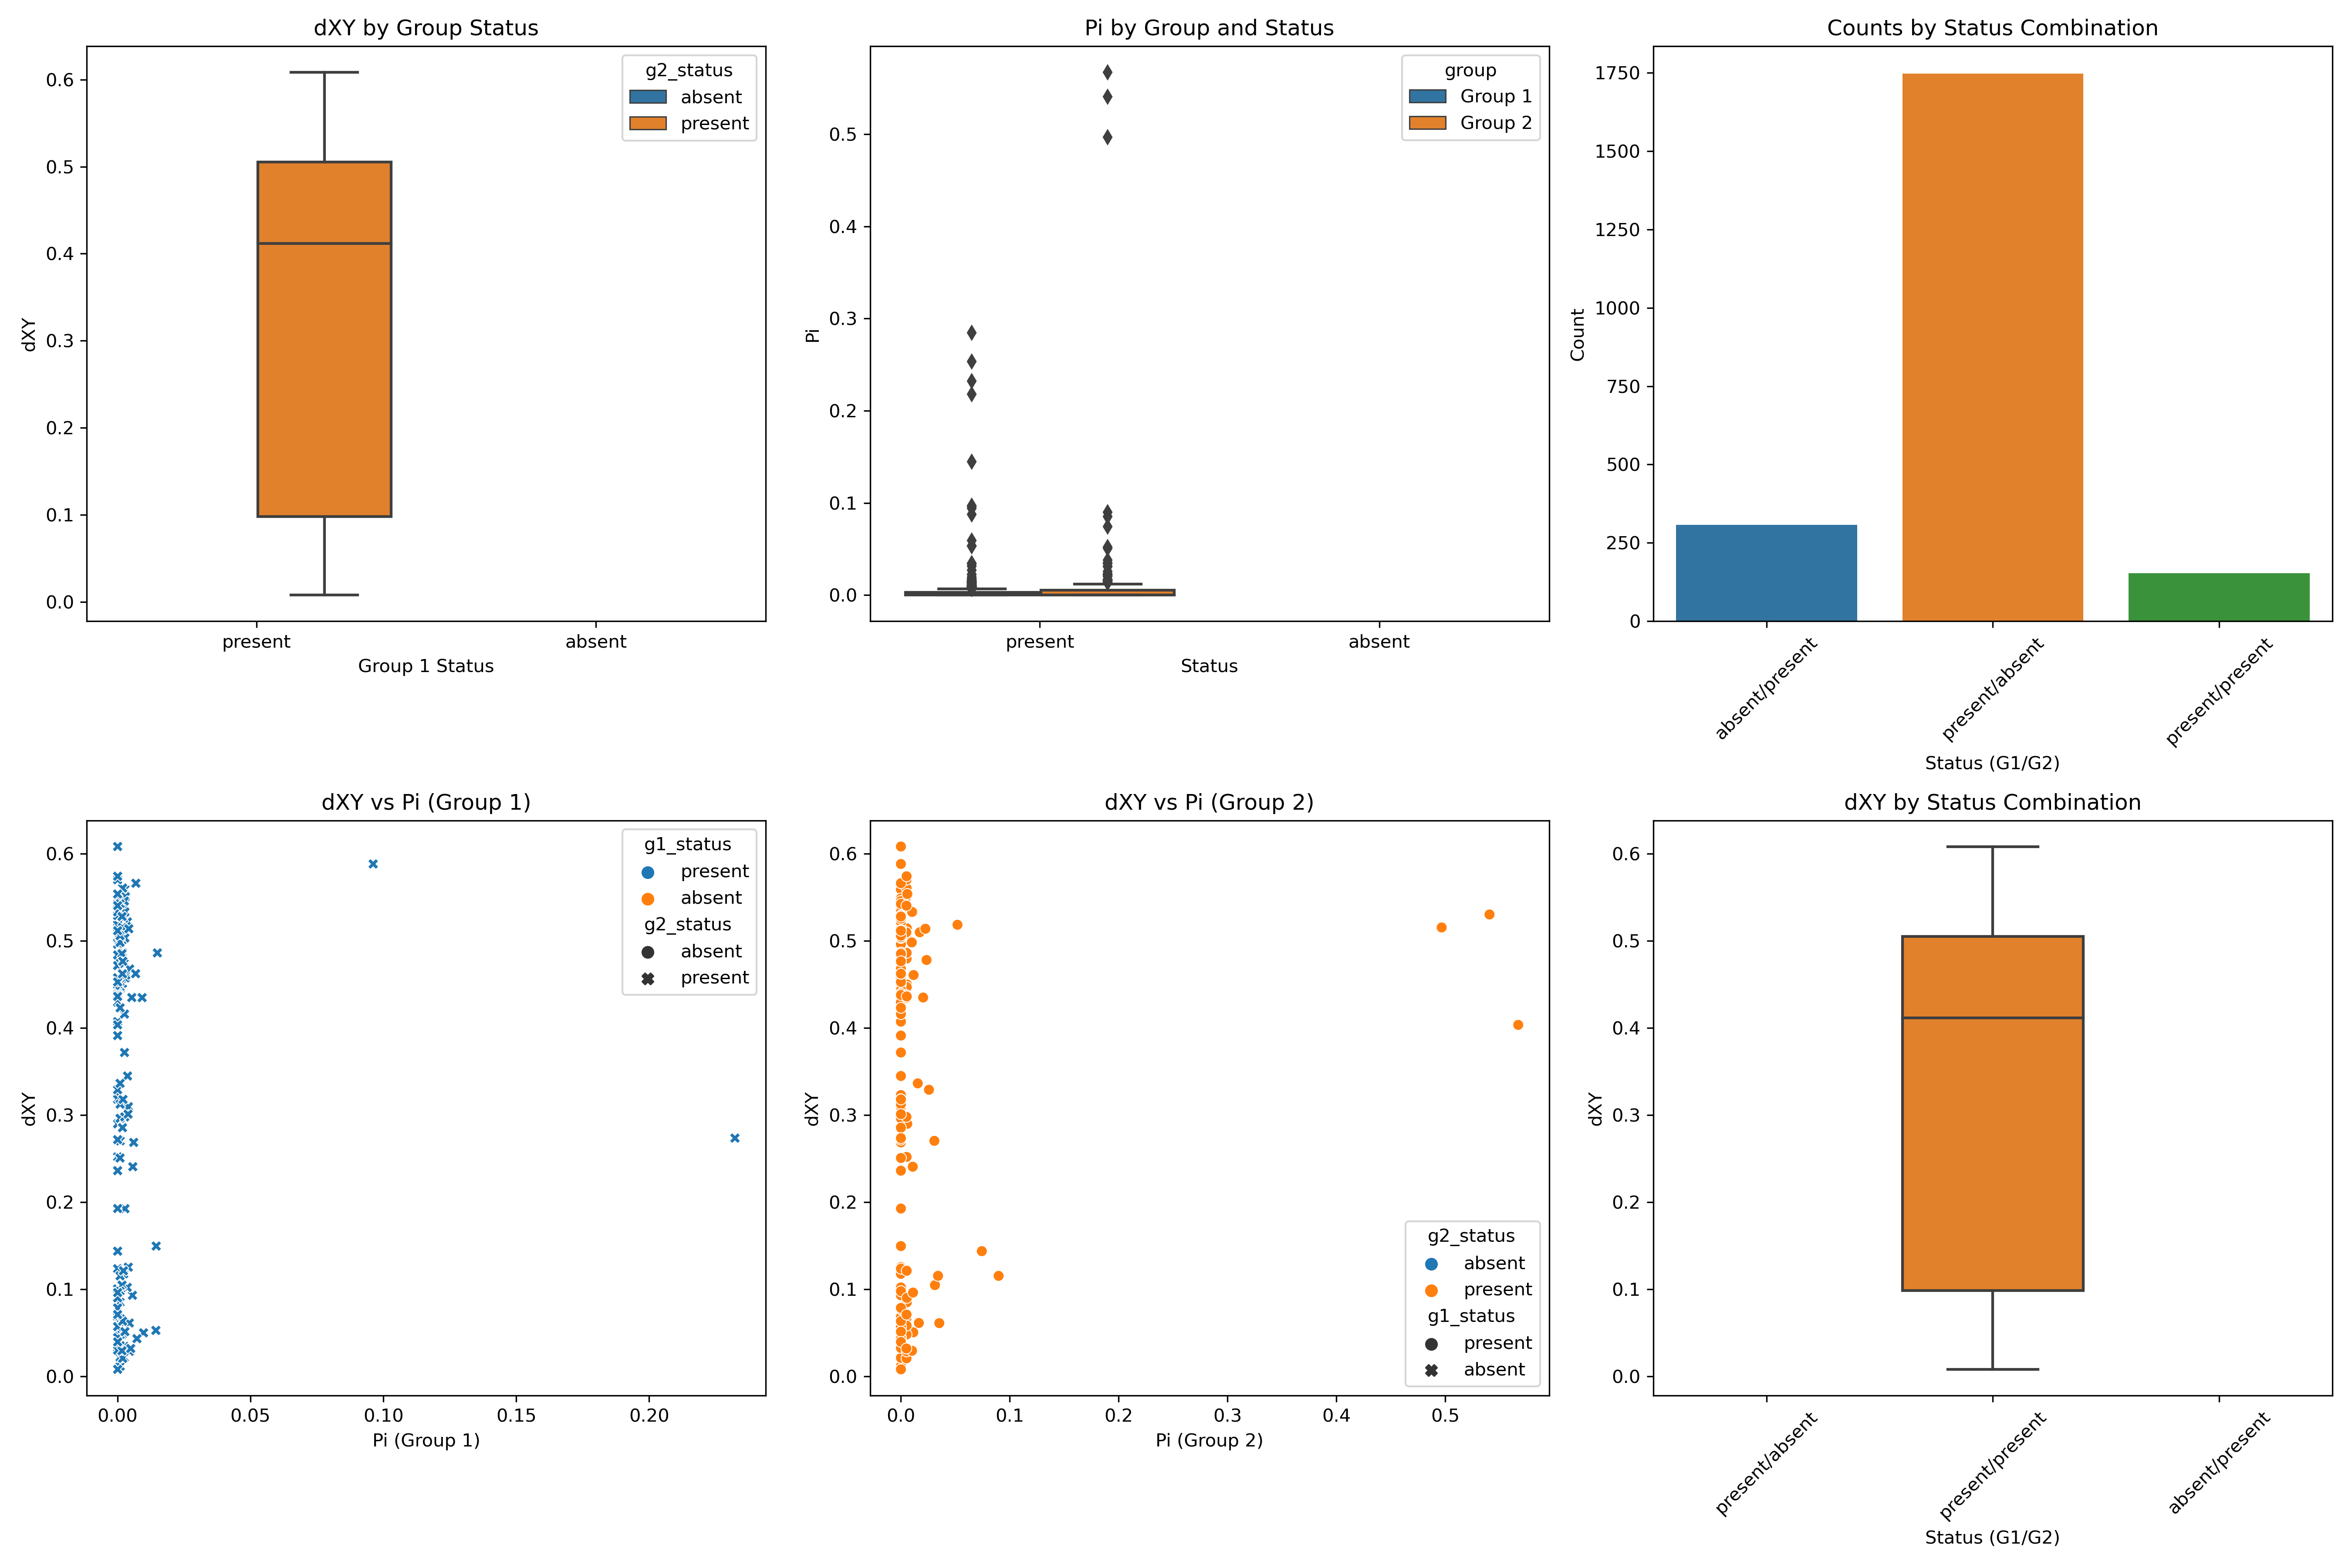 dXY by Group Status
dXY
0.6
0.5
0.4
0.3
0.2
0.1
0.0
g2_status
absent
present
present
absent
Group 1 Status
Pi by Group and Status
Pi
0.5
0.4
0.3
0.2
0.1
0.0
group
Group 1
Group 2
present
absent
Status
Counts by Status Combination
Count
1750
1500
1250
1000
750
500
250
0
absent/present
present/absent
present/present
Status (G1/G2)
dXY vs Pi (Group 1)
dXY
0.6
0.5
0.4
0.3
0.2
0.1
0.0
g1_status
present
absent
g2_status
absent
present
0.00
0.05
0.10
0.15
0.20
Pi (Group 1)
dXY vs Pi (Group 2)
dXY
0.6
0.5
0.4
0.3
0.2
0.1
0.0
g2_status
absent
present
g1_status
present
absent
0.0
0.1
0.2
0.3
0.4
0.5
Pi (Group 2)
dXY by Status Combination
dXY
0.6
0.5
0.4
0.3
0.2
0.1
0.0
present/absent
present/present
absent/present
Status (G1/G2)